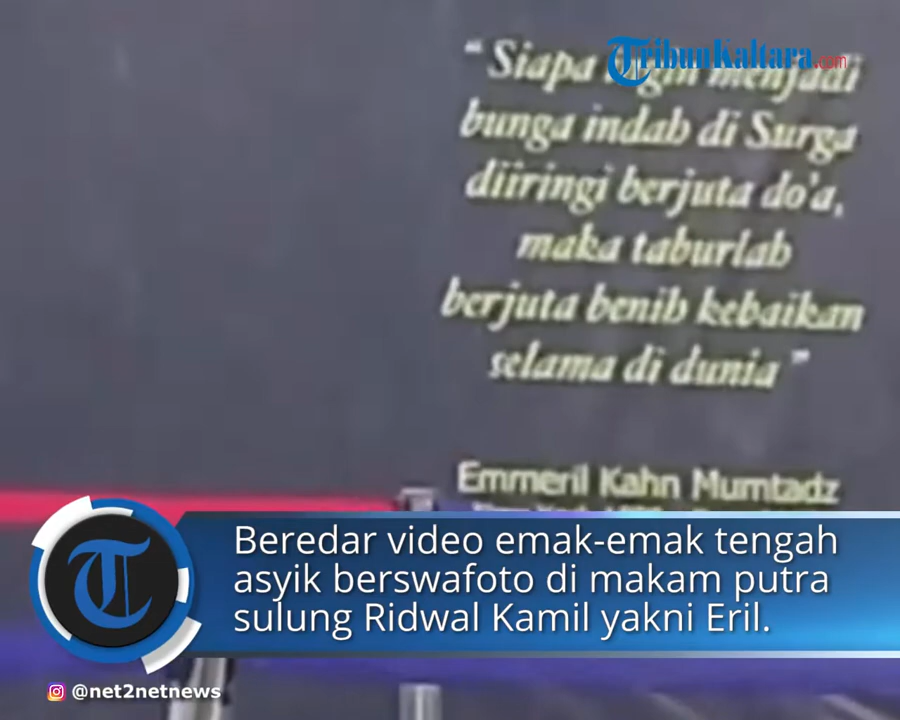 TribunKaltara.com
“ Siapa ingin menjadi
bunga indah di Surga
diiringi berjuta do'a,
maka taburlah
berjuta benih kebaikan
selama di dunia ”
Emmeril Kahn Mumtadz
Beredar video emak-emak tengah
asyik berswafoto di makam putra
sulung Ridwal Kamil yakni Eril.
T
@net2netnews